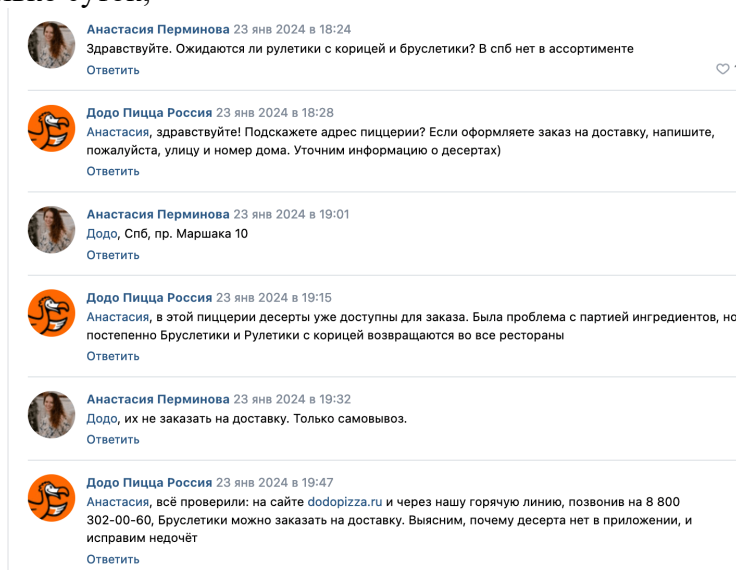 Анастасия Перминова 23 янв 2024 в 18:24
Здравствуйте. Ожидаются ли рулетики с корицей и бруслетики? В спб нет в ассортименте
Ответить
Додо Пицца Россия 23 янв 2024 в 18:28
Анастасия, здравствуйте! Подскажете адрес пиццерии? Если оформляете заказ на доставку, напишите,
пожалуйста, улицу и номер дома. Уточним информацию о десертах)
Ответить
Анастасия Перминова 23 янв 2024 в 19:01
Додо, Спб, пр. Маршака 10
Ответить
Додо Пицца Россия 23 янв 2024 в 19:15
Анастасия, в этой пиццерии десерты уже доступны для заказа. Была проблема с партией ингредиентов, но
постепенно Бруслетики и Рулетики с корицей возвращаются во все рестораны
Ответить
Анастасия Перминова 23 янв 2024 в 19:32
Додо, их не заказать на доставку. Только самовывоз.
Ответить
Додо Пицца Россия 23 янв 2024 в 19:47
Анастасия, всё проверили: на сайте dodopizza.ru и через нашу горячую линию, позвонив на 8 800
302-00-60, Бруслетики можно заказать на доставку. Выясним, почему десерта нет в приложении, и
исправим недочёт
Ответить